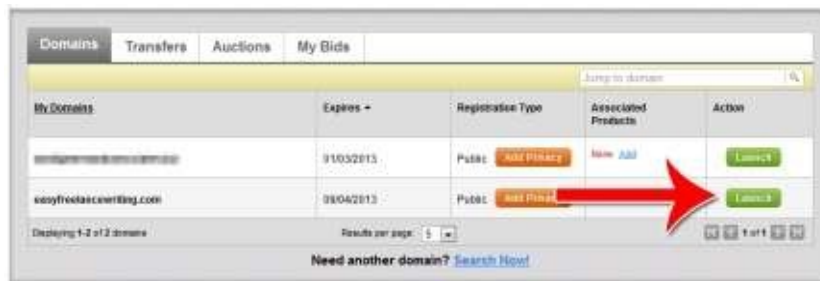 Domains Transfers Auctions My Bids
Jump to domain
My Domains Expires Registration Type Associated Products Action
01/03/2013 Public Add Privacy None Add Launch
easyfreelancewriting.com 09/04/2013 Public Add Privacy Launch
Displaying 1-2 of 2 domains Results per page: 5 1 of 1
Need another domain? Search Now!